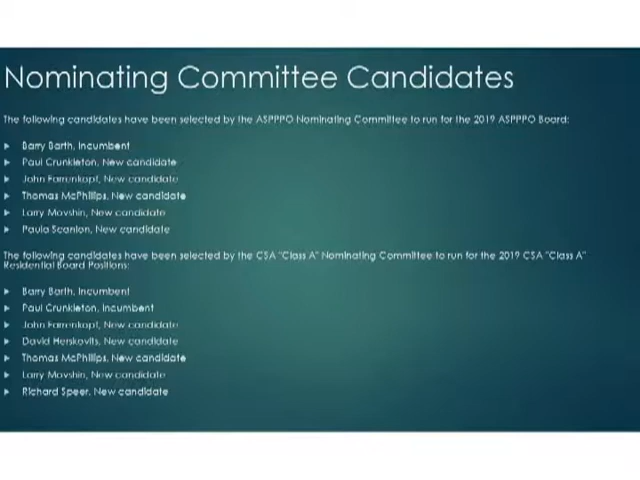 Nominating Committee Candidates
The following candidates have been selected by the ASPPPO Nominating Committee to run for the 2019 ASPPPO Board:
Barry Barth, Incumbent
Paul Crunkleton, New candidate
John Farrenkopf, New candidate
Thomas McPhillips, New candidate
Larry Movshin, New candidate
Paula Scanlon, New candidate
The following candidates have been selected by the CSA "Class A" Nominating Committee to run for the 2019 CSA "Class A"
Residential Board Positions:
Barry Barth, Incumbent
Paul Crunkleton, Incumbent
John Farrenkopf, New candidate
David Herskovits, New candidate
Thomas McPhillips, New candidate
Larry Movshin, New candidate
Richard Speer, New candidate